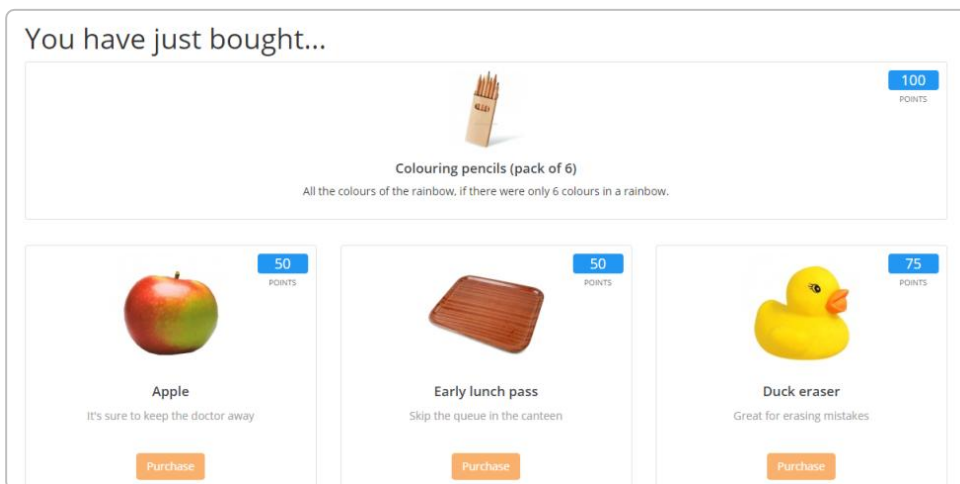 You have just bought...
100
POINTS
Colouring pencils (pack of 6)
All the colours of the rainbow, if there were only 6 colours in a rainbow.
50
POINTS
Apple
It's sure to keep the doctor away
Purchase
50
POINTS
Early lunch pass
Skip the queue in the canteen
Purchase
75
POINTS
Duck eraser
Great for erasing mistakes
Purchase